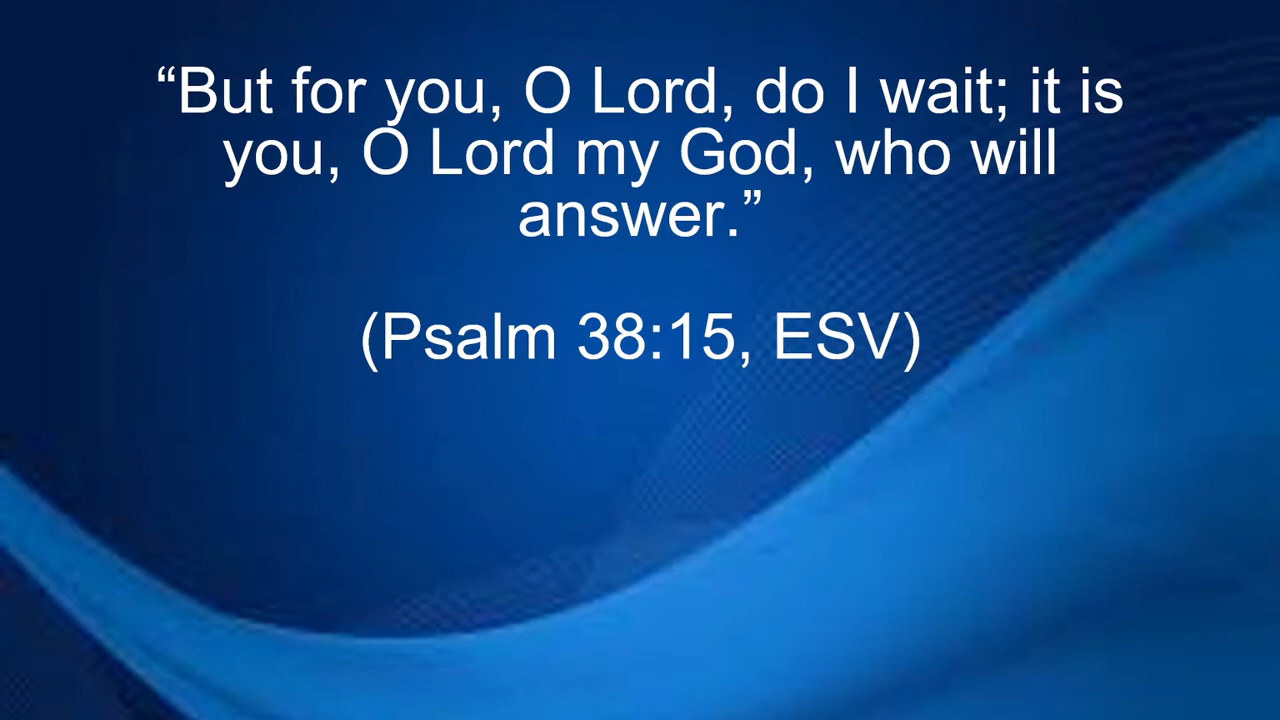 “But for you, O Lord, do I wait; it is
you, O Lord my God, who will
answer.”
(Psalm 38:15, ESV)